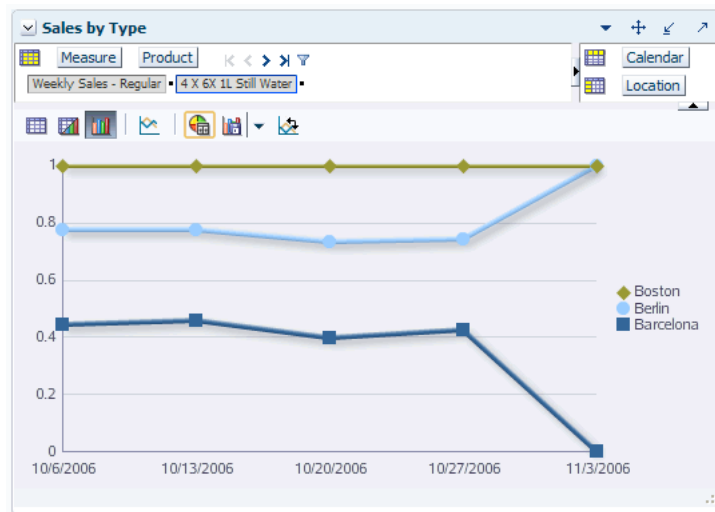 Sales by Type
Measure Product
Weekly Sales - Regular 4 X 6X 1L Still Water
Calendar
Location
1
0.8
0.6
0.4
0.2
0
10/6/2006 10/13/2006 10/20/2006 10/27/2006 11/3/2006
Boston
Berlin
Barcelona